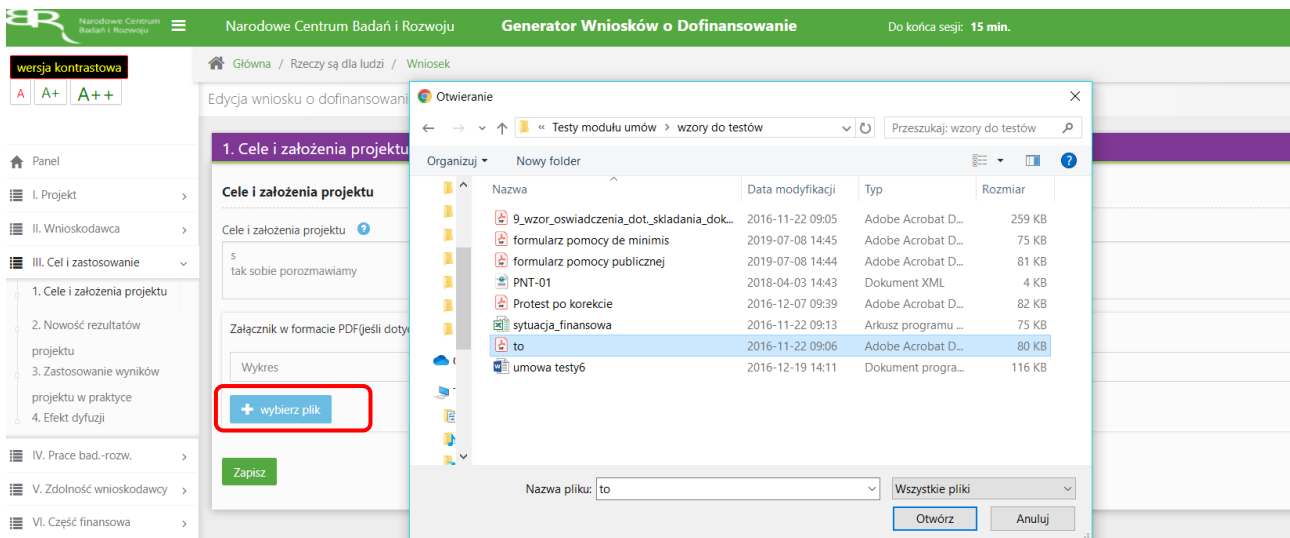 Narodowe Centrum
Badań i Rozwoju
Narodowe Centrum Badań i Rozwoju
Generator Wniosków o Dofinansowanie
Do końca sesji: 15 min.
wersja kontrastowa
A A+ A++
Główna / Rzeczy są dla ludzi / Wniosek
Edycja wniosku o dofinansowani
Panel
I. Projekt
II. Wnioskodawca
III. Cel i zastosowanie
1. Cele i założenia projektu
2. Nowość rezultatów
projektu
3. Zastosowanie wyników
projektu w praktyce
4. Efekt dyfuzji
IV. Prace bad.-rozw.
V. Zdolność wnioskodawcy
VI. Część finansowa
1. Cele i założenia projektu
Cele i założenia projektu
Cele i założenia projektu ?
s
tak sobie porozmawiamy
Załącznik w formacie PDF(jeśli doty
Wykres
+ wybierz plik
Zapisz
Otwieranie
« Testy modułu umów > wzory do testów
Przeszukaj: wzory do testów
Organizuj
Nowy folder
?
Nazwa Data modyfikacji Typ Rozmiar
9_wzor_oswiadczenia_dot._skladania_dok... 2016-11-22 09:05 Adobe Acrobat D... 259 KB
formularz pomocy de minimis 2019-07-08 14:45 Adobe Acrobat D... 75 KB
formularz pomocy publicznej 2019-07-08 14:44 Adobe Acrobat D... 81 KB
PNT-01 2018-04-03 14:43 Dokument XML 4 KB
Protest po korekcie 2016-12-07 09:39 Adobe Acrobat D... 82 KB
sytuacja_finansowa 2016-11-22 09:13 Arkusz programu ... 75 KB
to 2016-11-22 09:06 Adobe Acrobat D... 80 KB
umowa testy6 2016-12-19 14:11 Dokument progra... 116 KB
Nazwa pliku: to
Wszystkie pliki
Otwórz
Anuluj